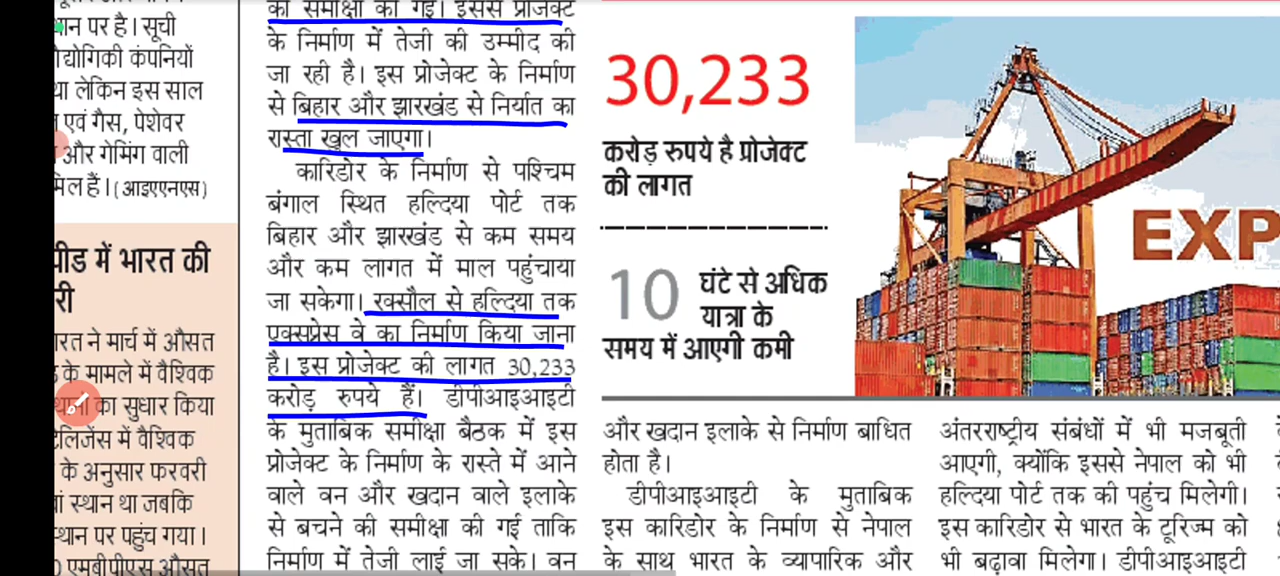 पर है। सूची
कंपनियों
लेकिन इस साल
एवं गैस, पेशेवर
और गेमिंग वाली
हैं। (आइएएनएस)
में भारत की
ने मार्च में औसत
के मामले में वैश्विक
का सुधार किया
में वैश्विक
के अनुसार फरवरी
स्थान था जबकि
पर पहुंच गया।
एमबीपीएस औसत
की समीक्षा की गई। इससे प्रोजेक्ट
के निर्माण में तेजी की उम्मीद की
जा रही है। इस प्रोजेक्ट के निर्माण
से बिहार और झारखंड से निर्यात का
रास्ता खुल जाएगा।
कारिडोर के निर्माण से पश्चिम
बंगाल स्थित हल्दिया पोर्ट तक
बिहार और झारखंड से कम समय
और कम लागत में माल पहुंचाया
जा सकेगा। रक्सौल से हल्दिया तक
एक्सप्रेस वे का निर्माण किया जाना
है। इस प्रोजेक्ट की लागत 30,233
करोड़ रुपये हैं। डीपीआइआइटी
के मुताबिक समीक्षा बैठक में इस
प्रोजेक्ट के निर्माण के रास्ते में आने
वाले वन और खदान वाले इलाके
से बचने की समीक्षा की गई ताकि
निर्माण में तेजी लाई जा सके। वन
30,233
करोड़ रुपये है प्रोजेक्ट
की लागत
10 घंटे से अधिक
यात्रा के
समय में आएगी कमी
EXP
और खदान इलाके से निर्माण बाधित
होता है।
डीपीआइआइटी के मुताबिक
इस कारिडोर के निर्माण से नेपाल
के साथ भारत के व्यापारिक और
अंतरराष्ट्रीय संबंधों में भी मजबूती
आएगी, क्योंकि इससे नेपाल को भी
हल्दिया पोर्ट तक की पहुंच मिलेगी।
इस कारिडोर से भारत के टूरिज्म को
भी बढ़ावा मिलेगा। डीपीआइआइटी